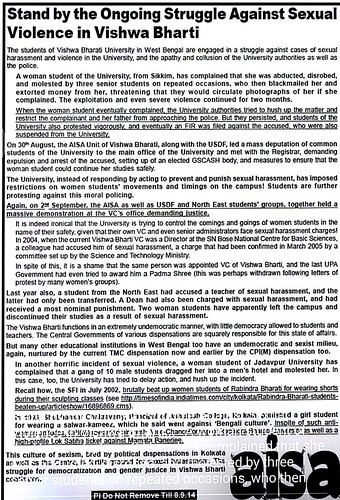 Stand by the Ongoing Struggle Against Sexual
Violence in Vishwa Bharti
The students of Vishwa Bharati University in West Bengal are engaged in a struggle against cases of sexual
harassment and violence in the University, and the apathy and collusion of the University authorities as well as
the police.
A woman student of the University, from Sikkim, has complained that she was abducted, disrobed,
and molested by three senior students on repeated occasions, who then blackmailed her and
extorted money from her, threatening that they would circulate photographs of her if she
complained. The exploitation and even severe violence continued for two months.
When the woman student eventually complained, the University authorities tried to hush up the matter and
restrict the complainant and her father from approaching the police. But they persisted, and students of the
University also protested vigorously, and eventually an FIR was filed against the accused, who were also
suspended from the University.
On 30th August, the AISA Unit of Vishwa Bharati, along with the USDF, led a mass deputation of common
students of the University to the main office of the University and met with the Registrar, demanding
expulsion and arrest of the accused, setting up of an elected GSCASH body, and measures to ensure that the
woman student could continue her studies safely.
The University, instead of responding by acting to prevent and punish sexual harassment, has imposed
restrictions on women students' movements and timings on the campus! Students are further
protesting against this moral policing.
Again, on 2nd September, the AISA as well as USDF and North East students' groups, together held a
massive demonstration at the VC's office demanding justice.
It is indeed ironical that the University is trying to control the comings and goings of women students in the
name of their safety, given that their own VC and even senior administrators face sexual harassment charges!
In 2004, when the current Vishwa Bharti VC was a Director at the SN Bose National Centre for Basic Sciences,
a colleague had accused him of sexual harassment, a charge that had been confirmed in March 2005 by a
committee set up by the Science and Technology Ministry.
In spite of this, it is a shame that the same person was appointed VC of Vishwa Bharti, and the last UPA
Government had even tried to award him a Padma Shree (this was perhaps withdrawn following letters of
protest by many women's groups).
Last year also, a student from the North East had accused a teacher of sexual harassment, and the
latter had only been transferred. A Dean had also been charged with sexual harassment, and had
received a most nominal punishment. Two women students have apparently left the campus and
discontinued their studies as a result of sexual harassment.
The Vishwa Bharti functions in an extremely undemocratic manner, with little democracy allowed to students and
teachers. The Central Government of various dispensations are squarely responsible for this state of affairs.
But many other educational institutions in West Bengal too have an undemocratic and sexist milieu,
again, nurtured by the current TMC dispensation now and earlier by the CPI(M) dispensation too.
In another horrific incident of sexual violence, a woman student of Jadavpur University has
complained that a gang of 10 male students dragged her into a men's hostel and molested her. In
this case, too, the University has tried to delay action, and hush up the incident.
Recall how, the SFI in July 2002, brutally beat up women students of Rabindra Bharati for wearing shorts
during their sculpting classes (see http://timesofindia.indiatimes.com/city/kolkata/Rabindra-Bharati-students-
beaten-up/articleshow/16896869.cms).
College, Kolkata, a girl student
for wearing a salwar-kameez, which he said went against 'Bengali culture'. Inspite of such anti-
as well as a
high-profile Lok Sabha ticket against Mamata Banerjee.
This culture of sexism, bred by political dispensations in Kolkata
as well as the Centre, is
struggle for democratization and gender justice in Vishwa Bharti
that she
by three
who then
aisa
Pl Do Not Remove Till 8.9.14